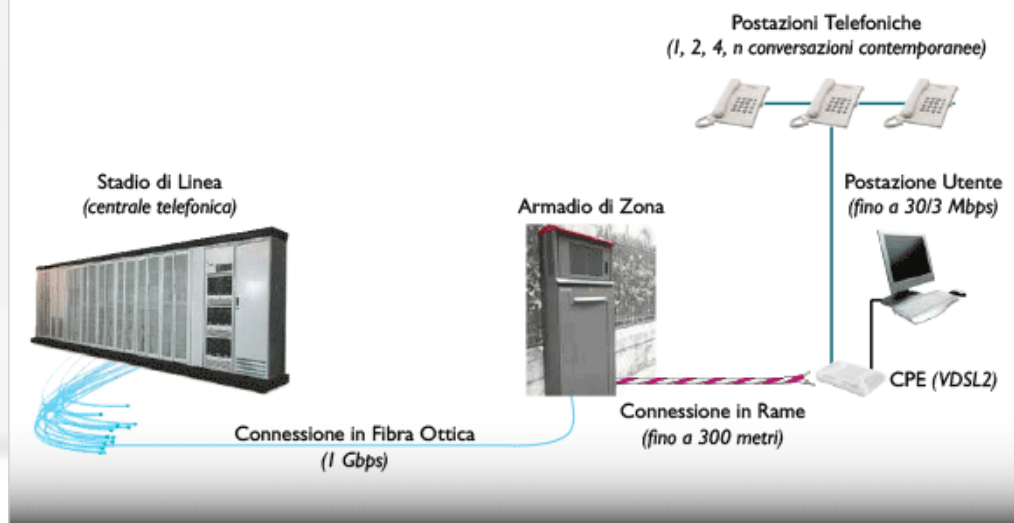 Postazioni Telefoniche
(1, 2, 4, n conversazioni contemporanee)
Stadio di Linea
(centrale telefonica)
Armadio di Zona
Postazione Utente
(fino a 30/3 Mbps)
CPE (VDSL2)
Connessione in Rame
(fino a 300 metri)
Connessione in Fibra Ottica
(1 Gbps)